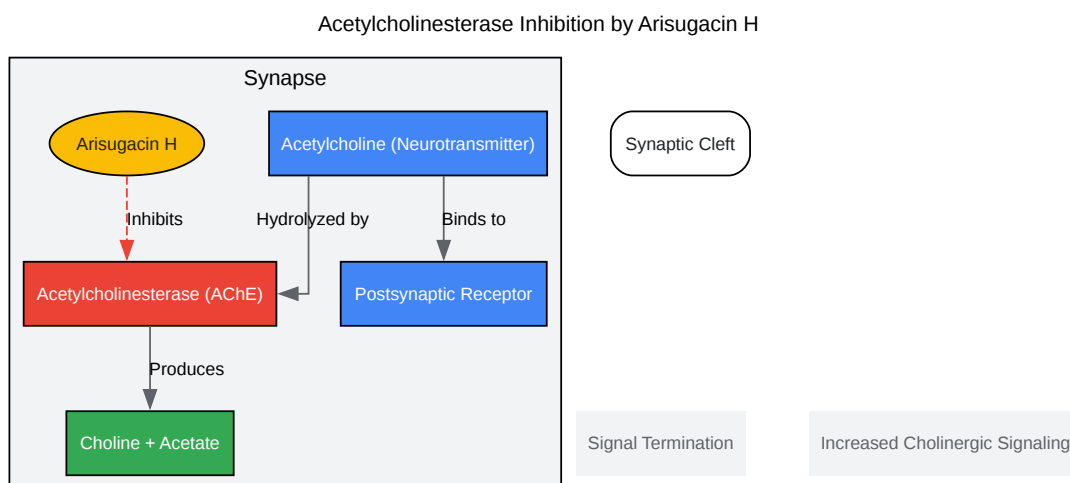 Acetylcholinesterase Inhibition by Arisugacin H
Synapse
Arisugacin H
Acetylcholine (Neurotransmitter)
Synaptic Cleft
Inhibits
Hydrolyzed by
Binds to
Acetylcholinesterase (AChE)
Postsynaptic Receptor
Produces
Choline + Acetate
Signal Termination
Increased Cholinergic Signaling